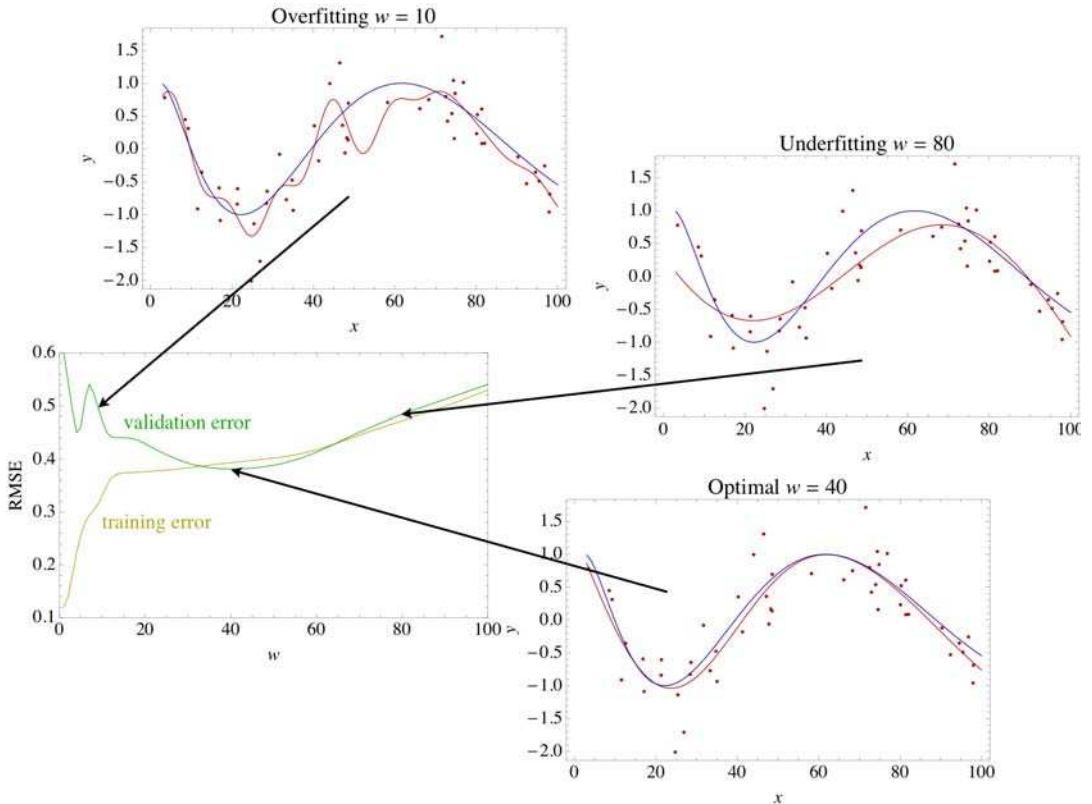 Overfitting w = 10
1.5
1.0
0.5
0.0
−0.5
−1.0
−1.5
−2.0
y
0 20 40 60 80 100
x
Underfitting w = 80
1.5
1.0
0.5
0.0
−0.5
−1.0
−1.5
−2.0
y
0 20 40 60 80 100
x
0.6
0.5
0.4
0.3
0.2
0.1
RMSE
validation error
training error
0 20 40 60 80 100
w
Optimal w = 40
1.5
1.0
0.5
0.0
−0.5
−1.0
−1.5
−2.0
y
0 20 40 60 80 100
x